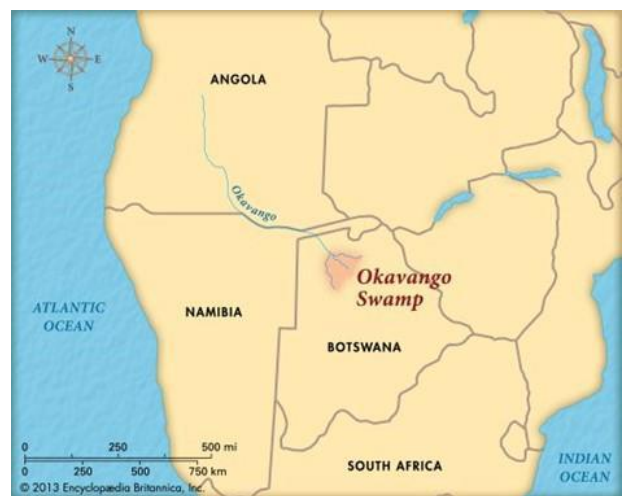 N
W E
S
ANGOLA
Okavango
Okavango
Swamp
ATLANTIC
OCEAN
NAMIBIA
BOTSWANA
0 250 500 mi
0 250 500 750 km
SOUTH AFRICA
INDIAN
OCEAN
© 2013 Encyclopædia Britannica, Inc.